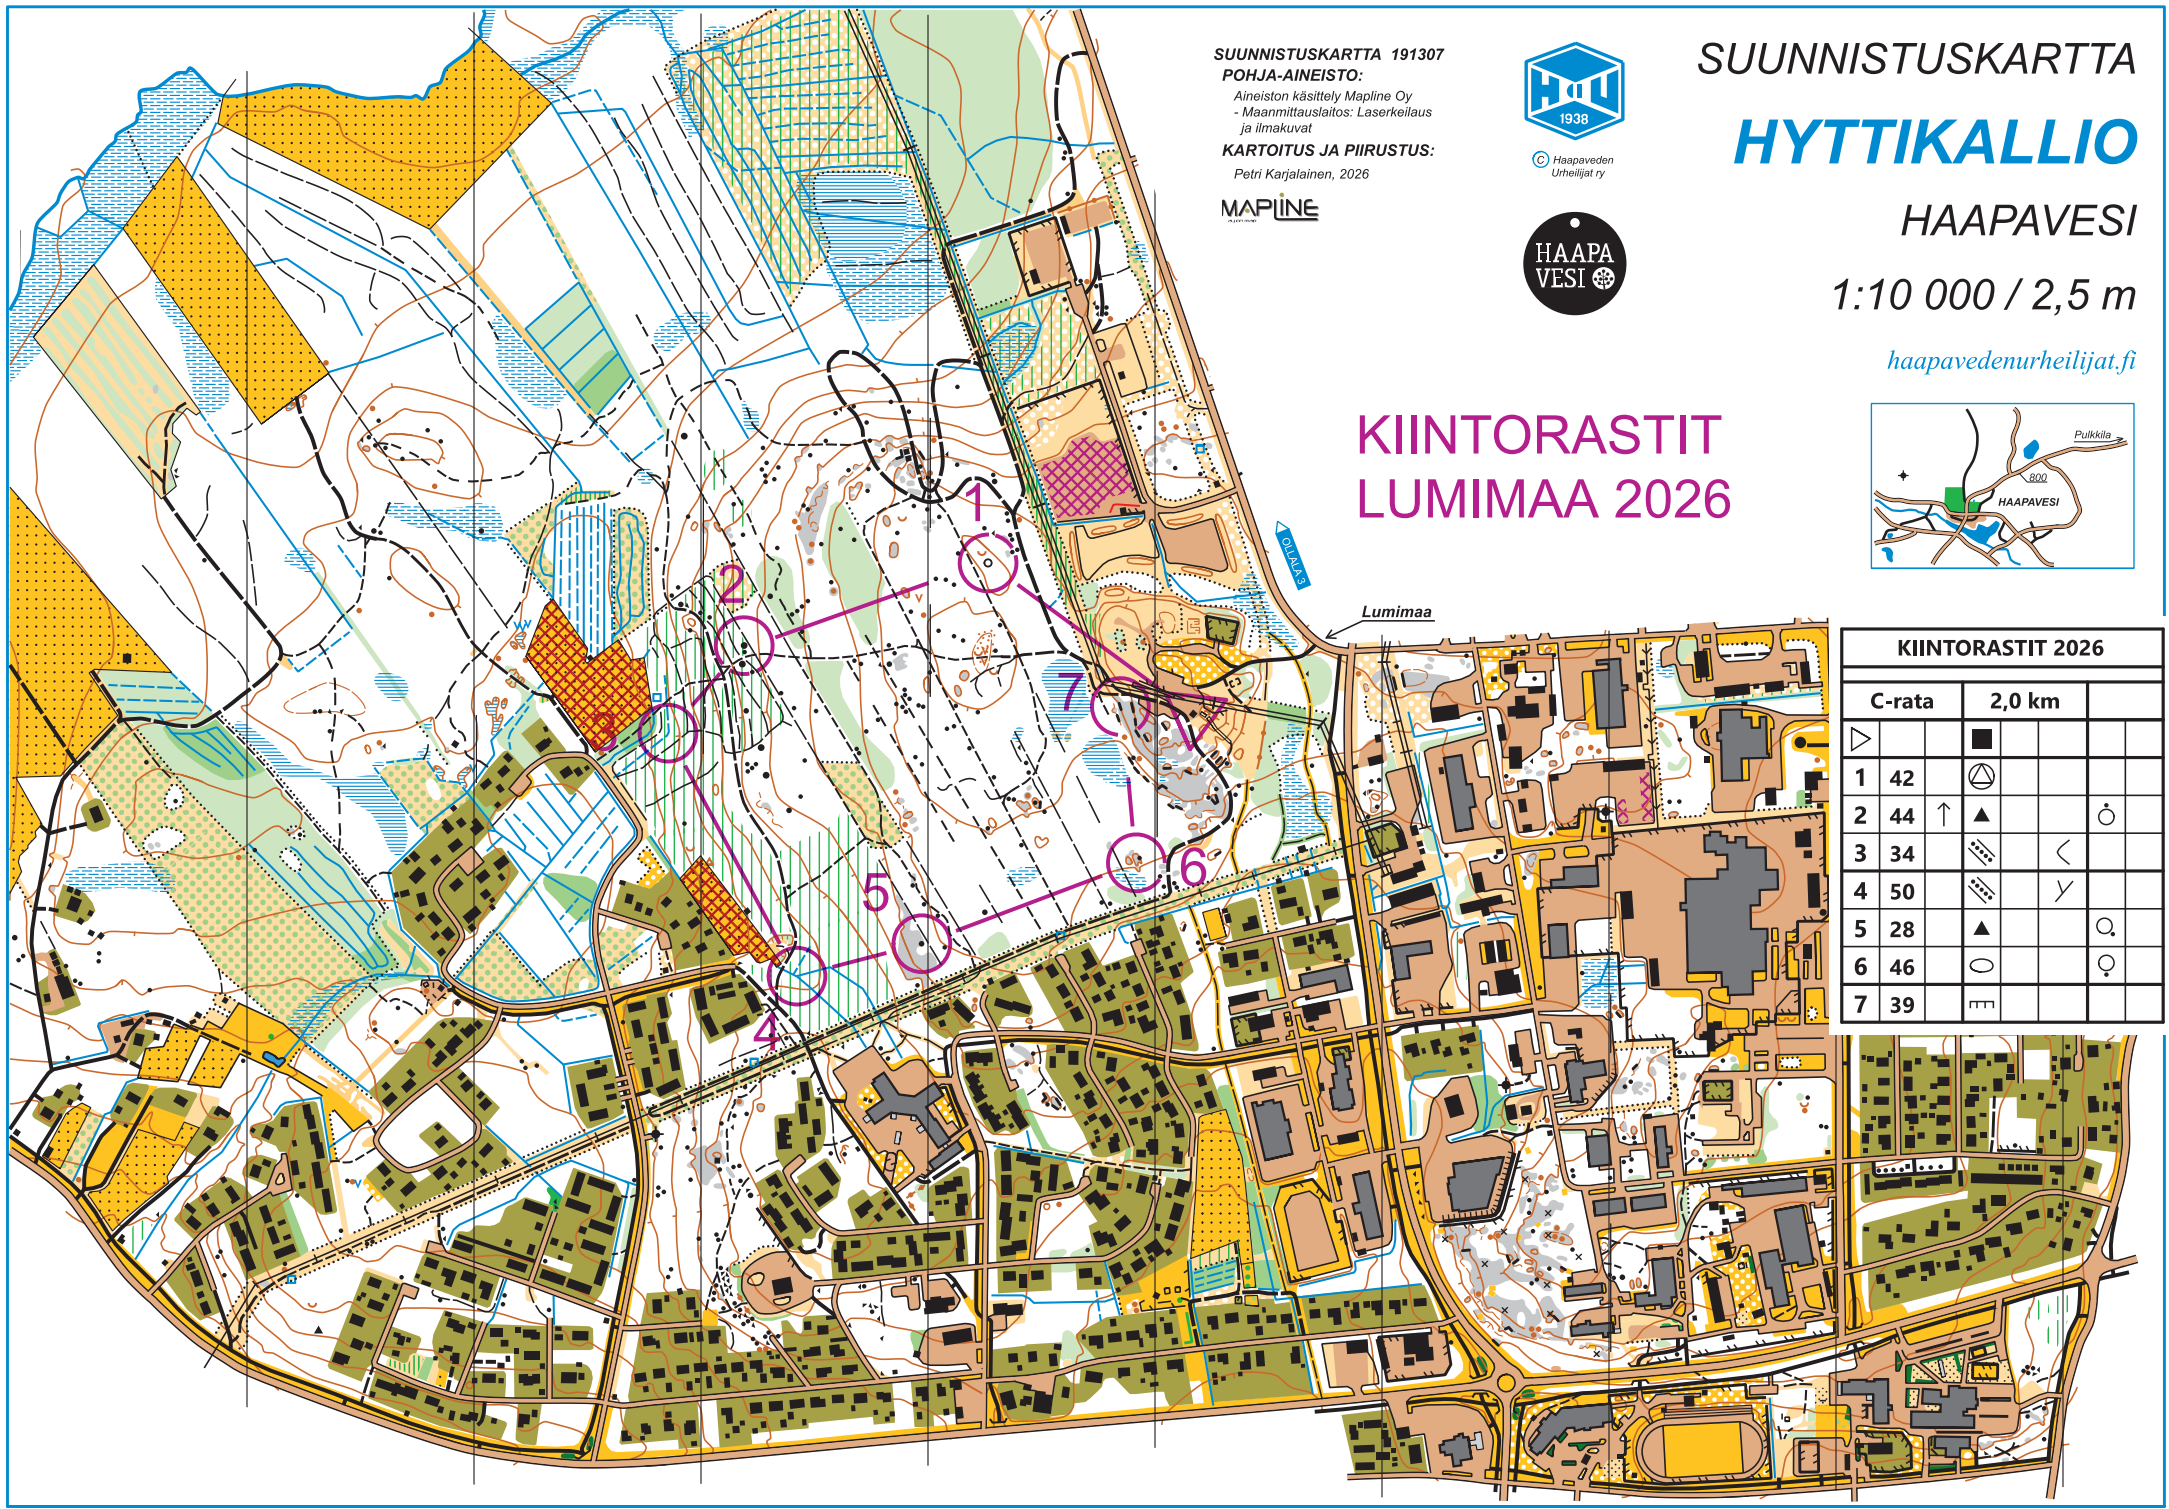 SUUNNISTUSKARTTA 191307
POHJA-AINEISTO:
Aineiston käsittely Mapline Oy
- Maanmittauslaitos: Laserkeilaus
ja ilmakuvat
KARTOITUS JA PIIRUSTUS:
Petri Karjalainen, 2026
MAPLINE
HU
1938
C Haapaveden
Urheilijat ry
HAAPA
VESI
SUUNNISTUSKARTTA
HYTTIKALLIO
HAAPAVESI
1:10 000 / 2,5 m
haapavedenurheilijat.fi
KIINTORASTIT
LUMIMAA 2026
Pulkkila
800
HAAPAVESI
OLLALA 3
Lumimaa
1
2
3
4
5
6
7
KIINTORASTIT 2026
C-rata 2,0 km
1 42
2 44
3 34
4 50
5 28
6 46
7 39